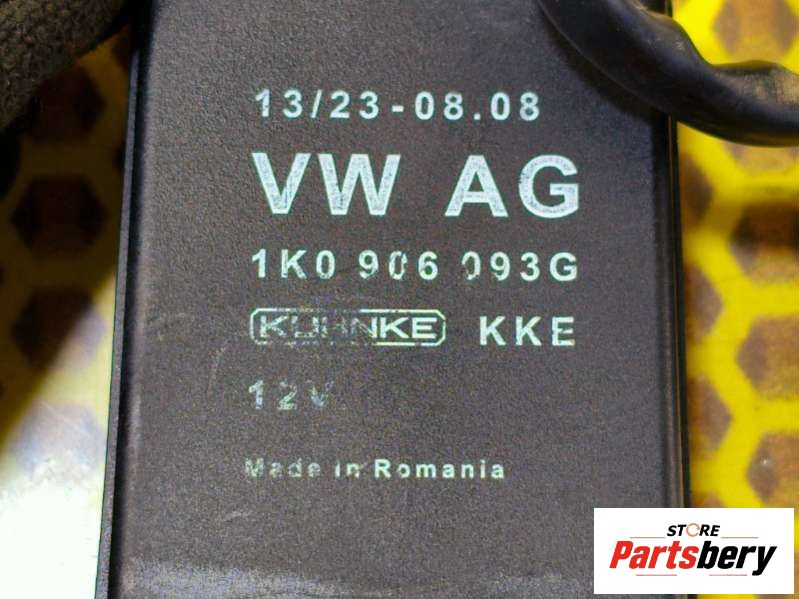 13/23-08.08
VW AG
1K0 906 093G
KUHNKE KKE
12V
Made in Romania
STORE
Partsbery